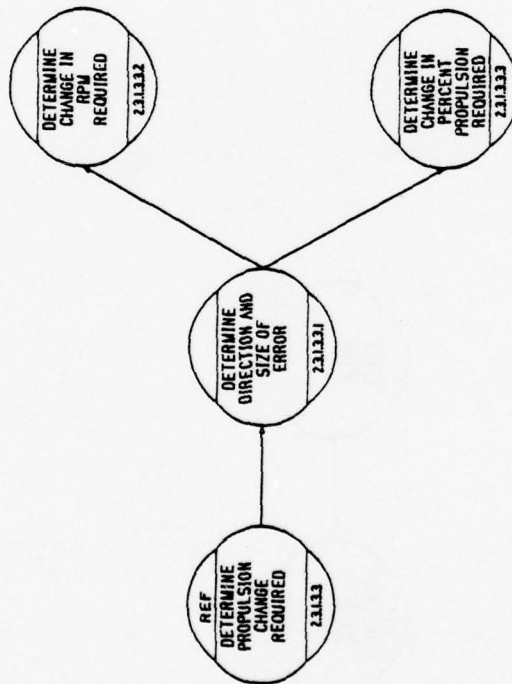 REF
DETERMINE
PROPULSION
CHANGE
REQUIRED
2.3.1.3.3
DETERMINE
DIRECTION AND
SIZE OF
ERROR
2.3.1.3.3.1
DETERMINE
CHANGE IN
RPM
REQUIRED
2.3.1.3.3.2
DETERMINE
CHANGE IN
PERCENT
PROPULSION
REQUIRED
2.3.1.3.3.3